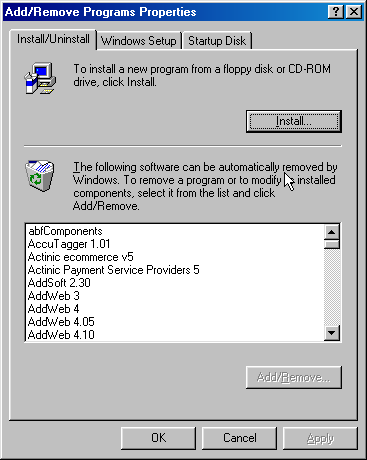 Add/Remove Programs Properties
Install/Uninstall Windows Setup Startup Disk
To install a new program from a floppy disk or CD-ROM
drive, click Install.
Install...
The following software can be automatically removed by
Windows. To remove a program or to modify its installed
components, select it from the list and click
Add/Remove.
abfComponents
AccuTagger 1.01
Actinic ecommerce v5
Actinic Payment Service Providers 5
AddSoft 2.30
AddWeb 3
AddWeb 4
AddWeb 4.05
AddWeb 4.10
Add/Remove...
OK Cancel Apply